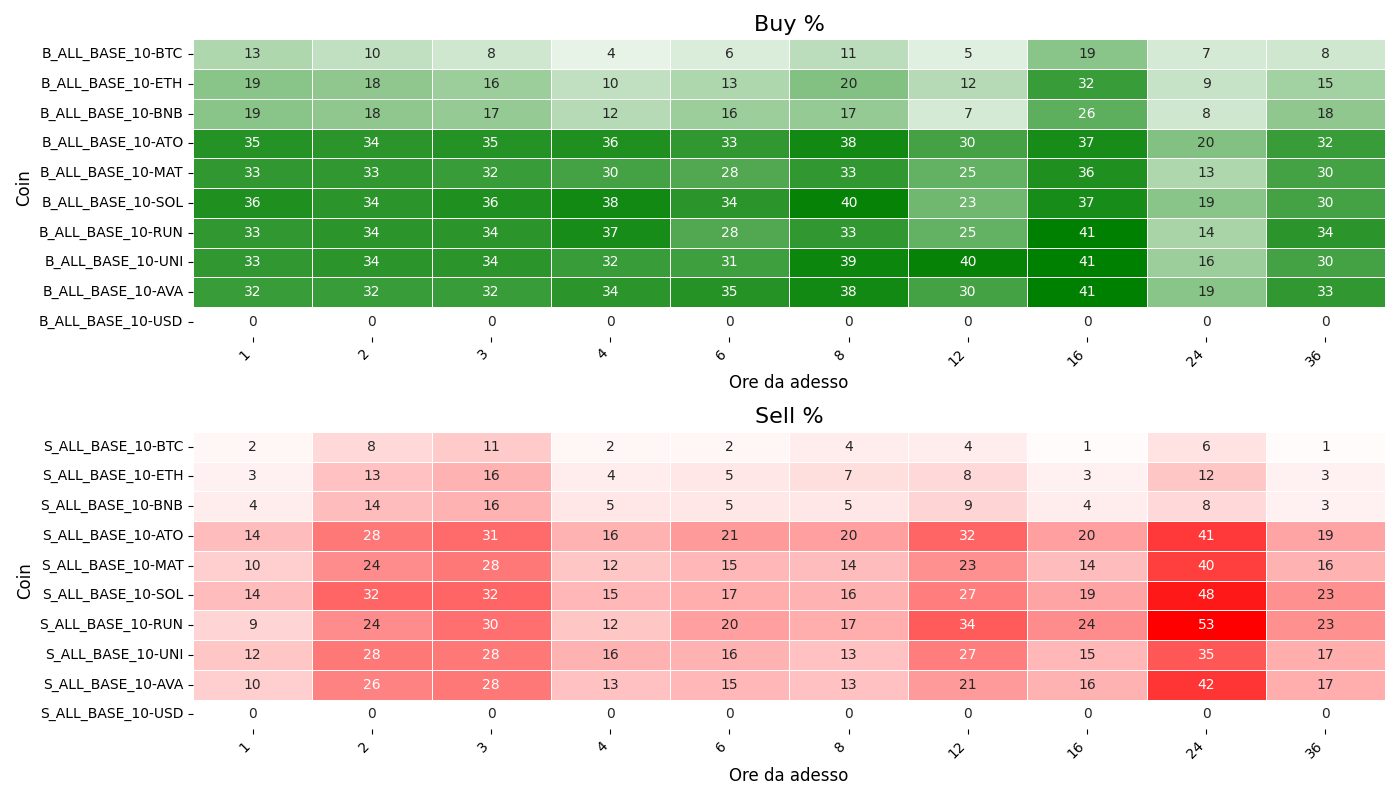 Buy %
Coin
B_ALL_BASE_10-BTC 13 10 8 4 6 11 5 19 7 8
B_ALL_BASE_10-ETH 19 18 16 10 13 20 12 32 9 15
B_ALL_BASE_10-BNB 19 18 17 12 16 17 7 26 8 18
B_ALL_BASE_10-ATO 35 34 35 36 33 38 30 37 20 32
B_ALL_BASE_10-MAT 33 33 32 30 28 33 25 36 13 30
B_ALL_BASE_10-SOL 36 34 36 38 34 40 23 37 19 30
B_ALL_BASE_10-RUN 33 34 34 37 28 33 25 41 14 34
B_ALL_BASE_10-UNI 33 34 34 32 31 39 40 41 16 30
B_ALL_BASE_10-AVA 32 32 32 34 35 38 30 41 19 33
B_ALL_BASE_10-USD 0 0 0 0 0 0 0 0 0 0
1 2 3 4 6 8 12 16 24 36
Ore da adesso
Sell %
Coin
S_ALL_BASE_10-BTC 2 8 11 2 2 4 4 1 6 1
S_ALL_BASE_10-ETH 3 13 16 4 5 7 8 3 12 3
S_ALL_BASE_10-BNB 4 14 16 5 5 5 9 4 8 3
S_ALL_BASE_10-ATO 14 28 31 16 21 20 32 20 41 19
S_ALL_BASE_10-MAT 10 24 28 12 15 14 23 14 40 16
S_ALL_BASE_10-SOL 14 32 32 15 17 16 27 19 48 23
S_ALL_BASE_10-RUN 9 24 30 12 20 17 34 24 53 23
S_ALL_BASE_10-UNI 12 28 28 16 16 13 27 15 35 17
S_ALL_BASE_10-AVA 10 26 28 13 15 13 21 16 42 17
S_ALL_BASE_10-USD 0 0 0 0 0 0 0 0 0 0
1 2 3 4 6 8 12 16 24 36
Ore da adesso